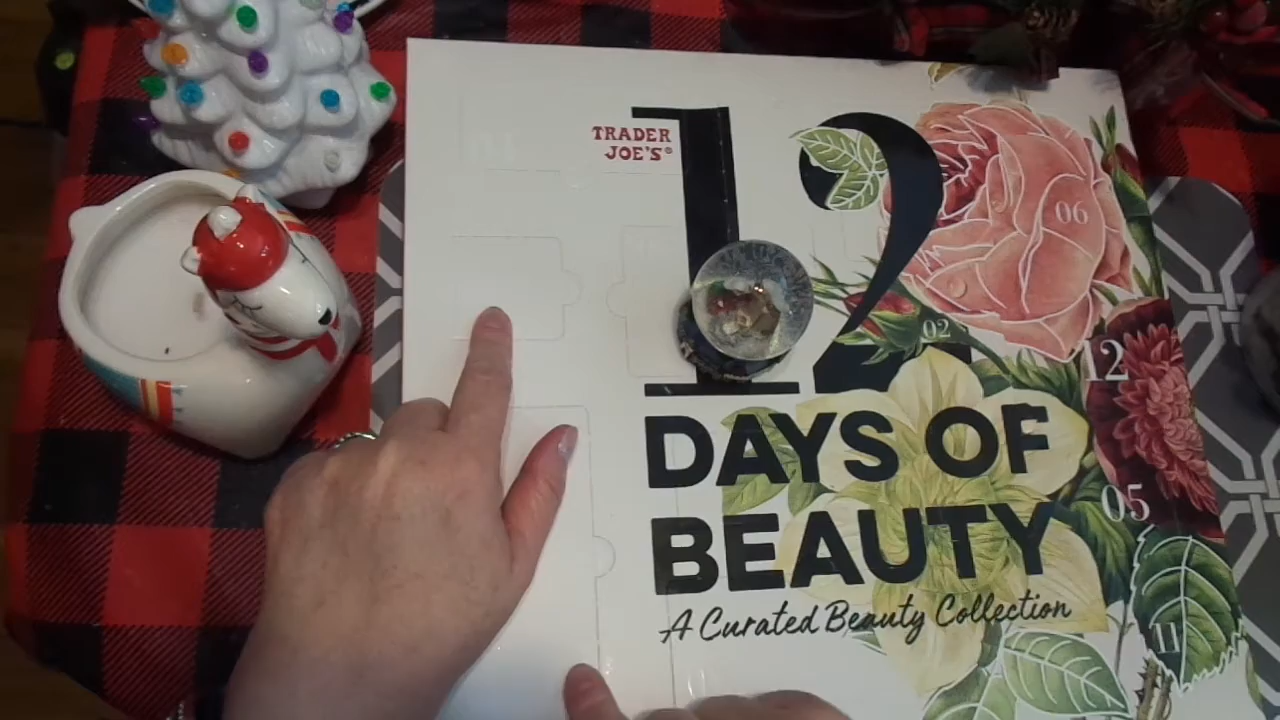 TRADER
JOE'S®
12
06
02
12
DAYS OF
05
BEAUTY
A Curated Beauty Collection
11